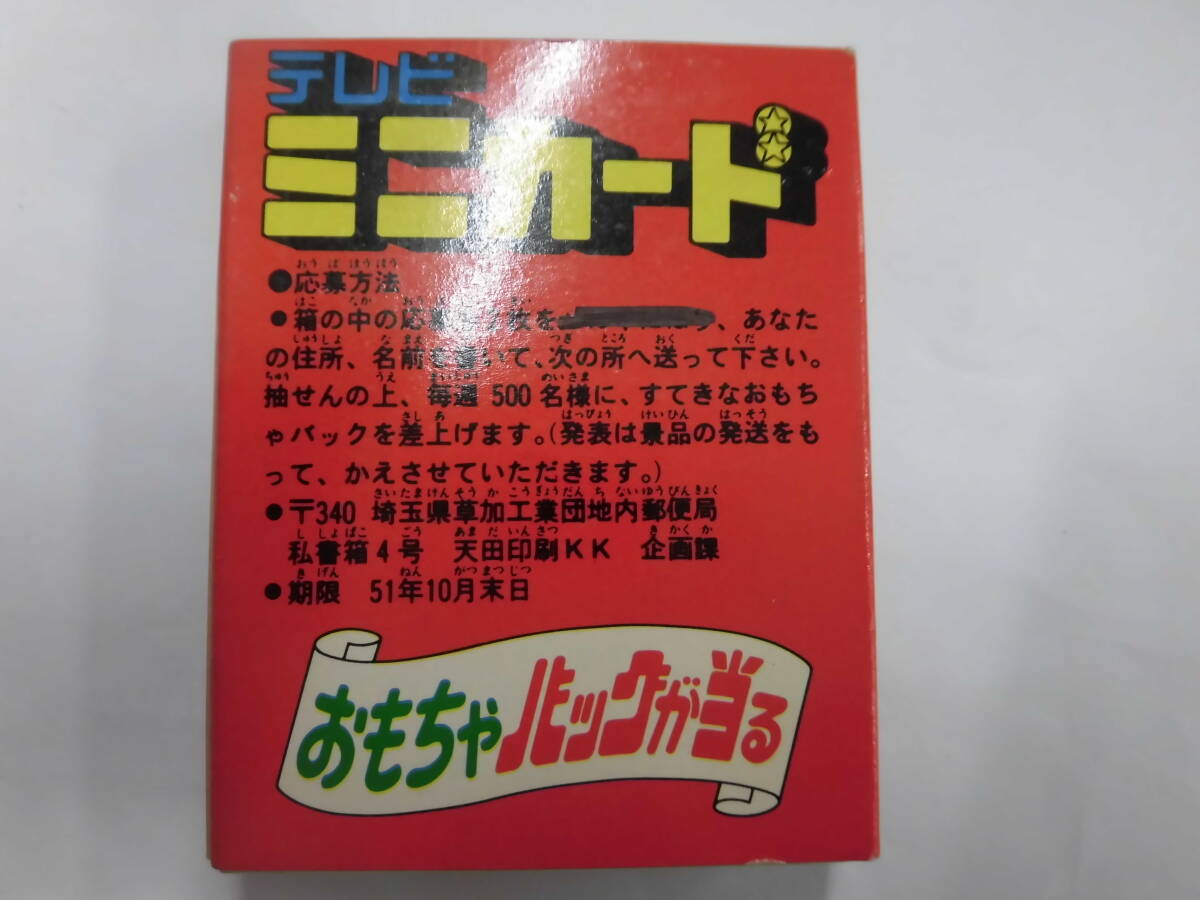 テレビ
ミニカード
●応募方法
●箱の中の応 を 、あなた
の住所、名前を書いて、次の所へ送って下さい。
抽せんの上、毎週500名様に、すてきなおもち
ゃパックを差上げます。(発表は景品の発送をも
って、かえさせていただきます。)
●〒340 埼玉県草加工業団地内郵便局
私書箱4号 天田印刷KK 企画課
●期限 51年10月末日
おもちゃパックが当る